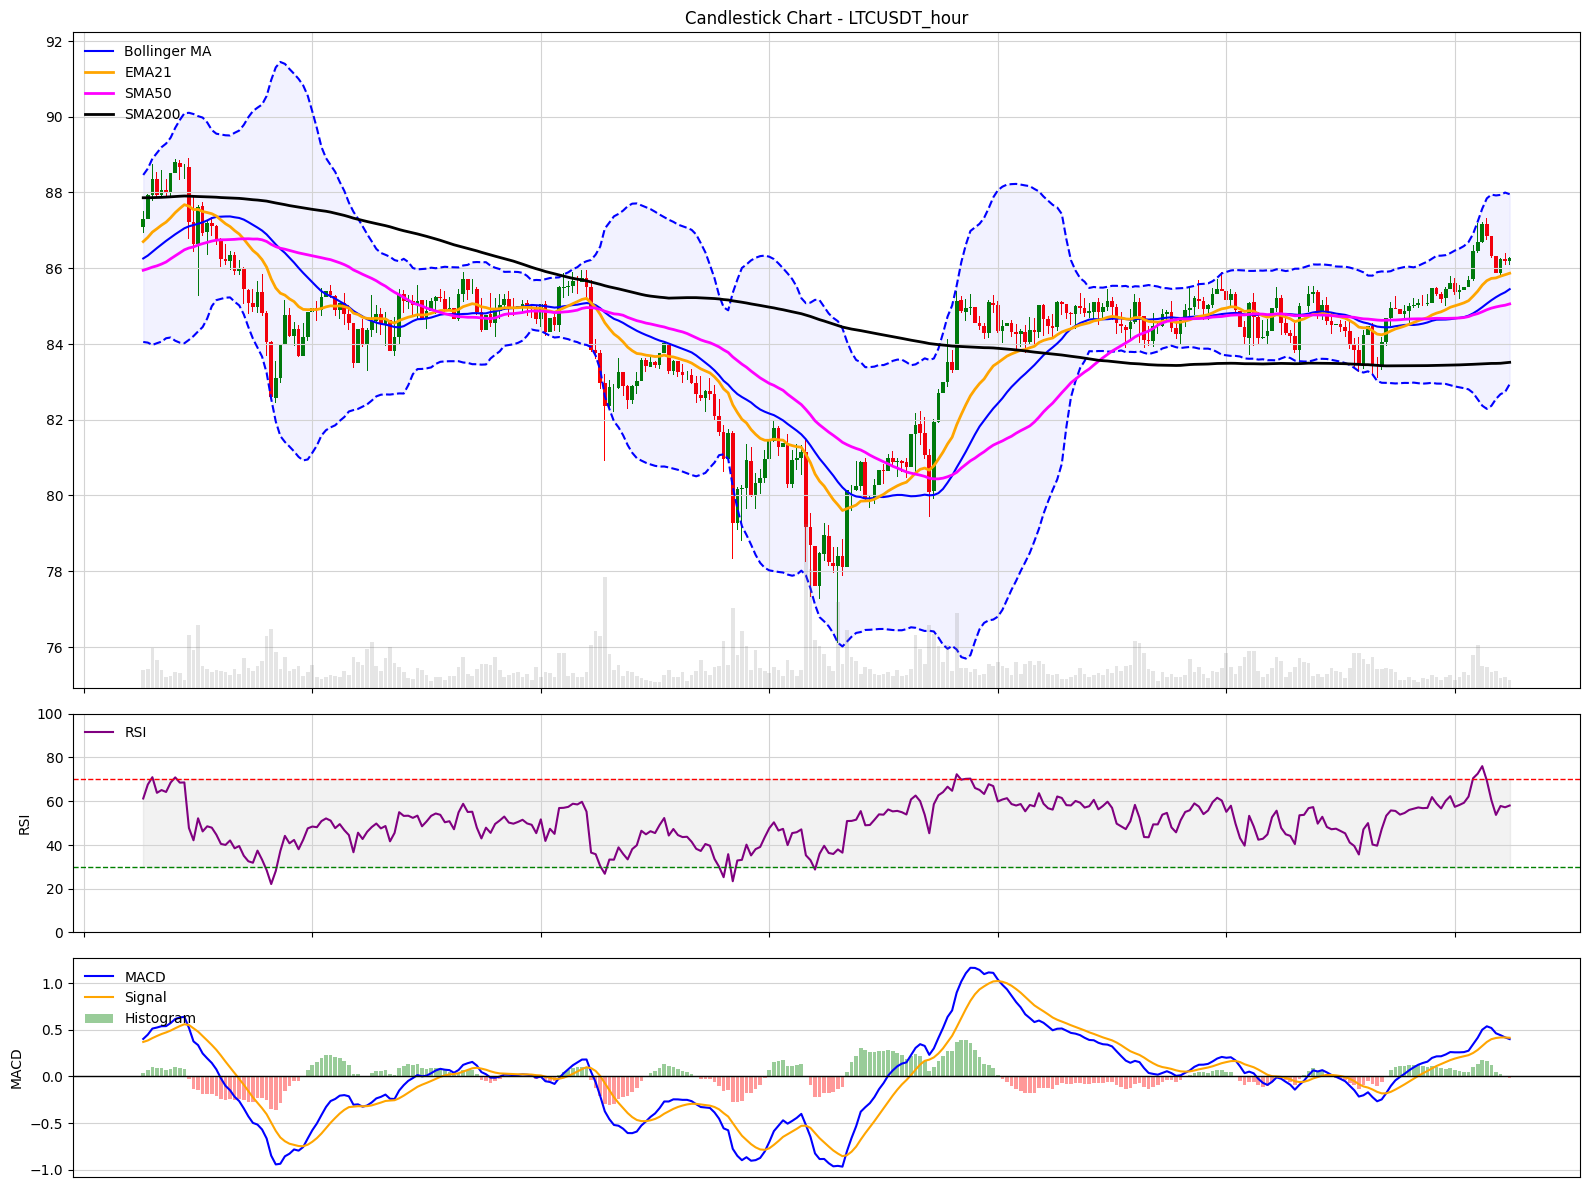 Candlestick Chart - LTCUSDT_hour
92
90
88
86
84
82
80
78
76
Bollinger MA
EMA21
SMA50
SMA200
100
80
60
40
20
0
RSI
RSI
1.0
0.5
0.0
−0.5
−1.0
MACD
MACD
Signal
Histogram